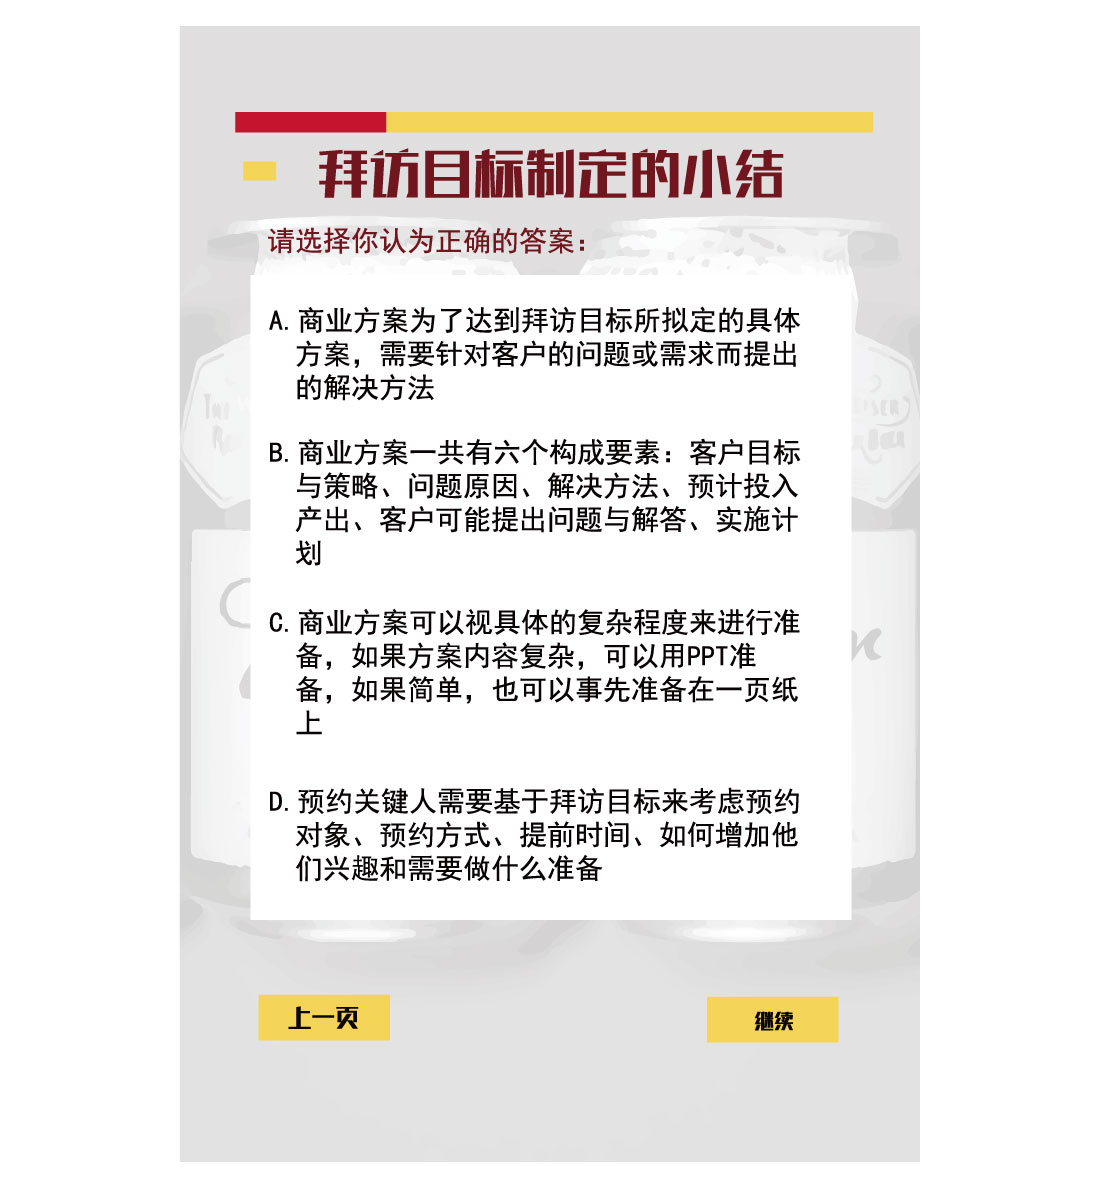 拜访目标制定的小结
请选择你认为正确的答案：
A. 商业方案为了达到拜访目标所拟定的具体
方案，需要针对客户的问题或需求而提出
的解决方法
B. 商业方案一共有六个构成要素：客户目标
与策略、问题原因、解决方法、预计投入
产出、客户可能提出问题与解答、实施计
划
C. 商业方案可以视具体的复杂程度来进行准
备，如果方案内容复杂，可以用PPT准
备，如果简单，也可以事先准备在一页纸
上
D. 预约关键人需要基于拜访目标来考虑预约
对象、预约方式、提前时间、如何增加他
们兴趣和需要做什么准备
上一页
继续